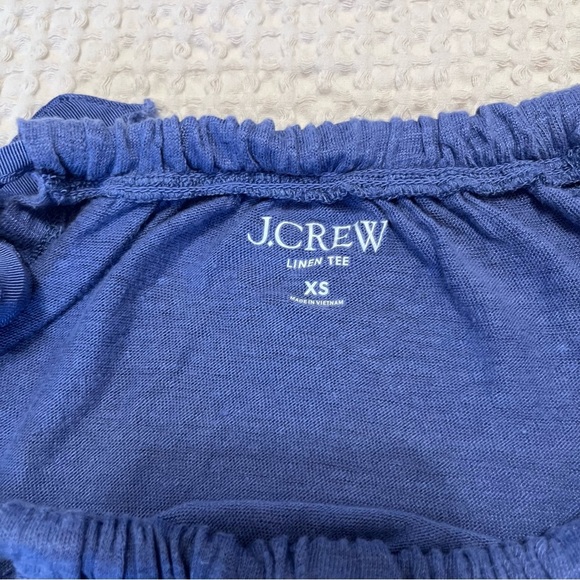 J.CREW
LINEN TEE
XS
MADE IN VIETNAM